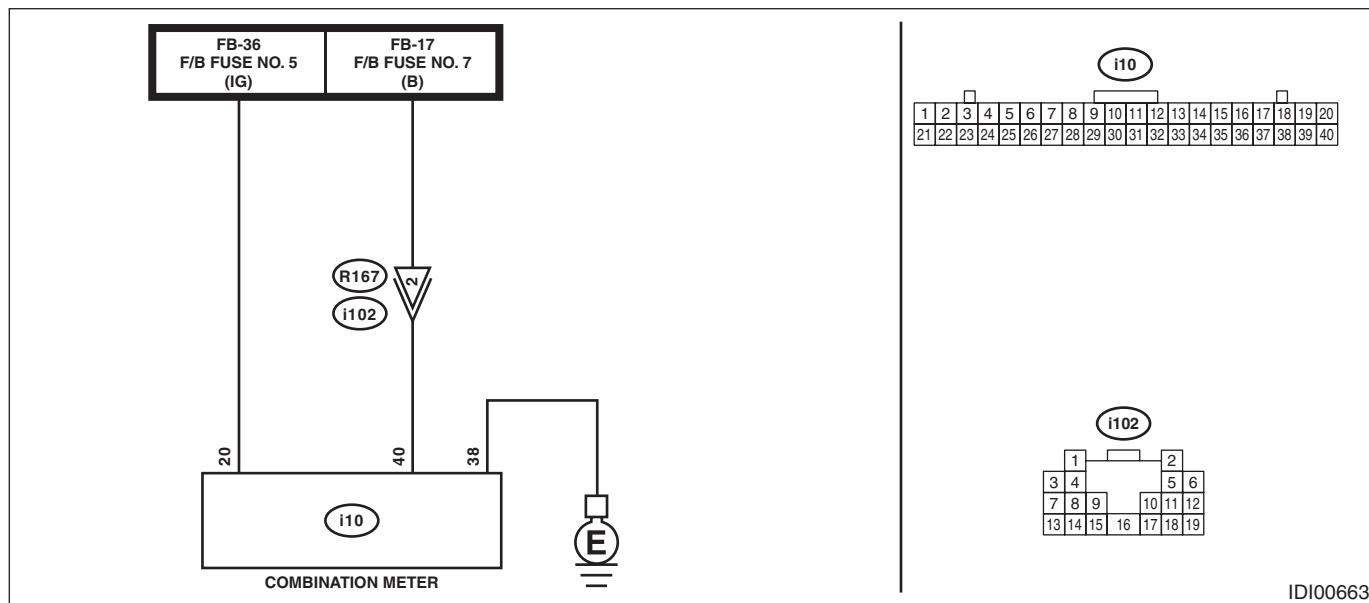 FB-36
F/B FUSE NO. 5
(IG)
FB-17
F/B FUSE NO. 7
(B)
R167
2
i102
20
40
38
i10
E
COMBINATION METER
i10
1 2 3 4 5 6 7 8 9 10 11 12 13 14 15 16 17 18 19 20
21 22 23 24 25 26 27 28 29 30 31 32 33 34 35 36 37 38 39 40
i102
1 2
3 4 5 6
7 8 9 10 11 12
13 14 15 16 17 18 19
IDI00663